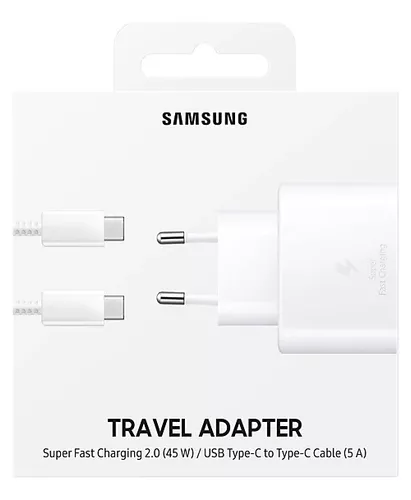 SAMSUNG
Super
Fast Charging
TRAVEL ADAPTER
Super Fast Charging 2.0 (45 W) / USB Type-C to Type-C Cable (5 A)